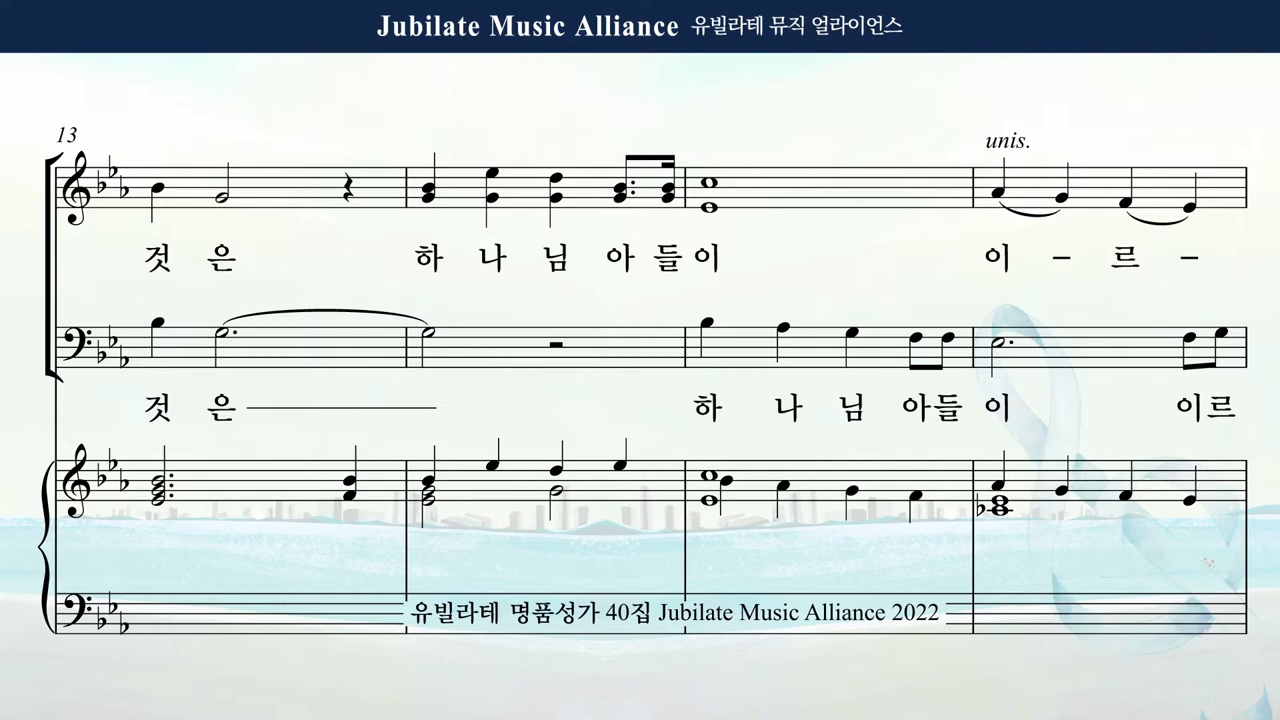 Jubilate Music Alliance 유빌라테 뮤직 얼라이언스
13
unis.
것 은 하 나 님 아 들 이 이 – 르 –
것 은 하 나 님 아들 이 이르
유빌라테 명품성가 40집 Jubilate Music Alliance 2022